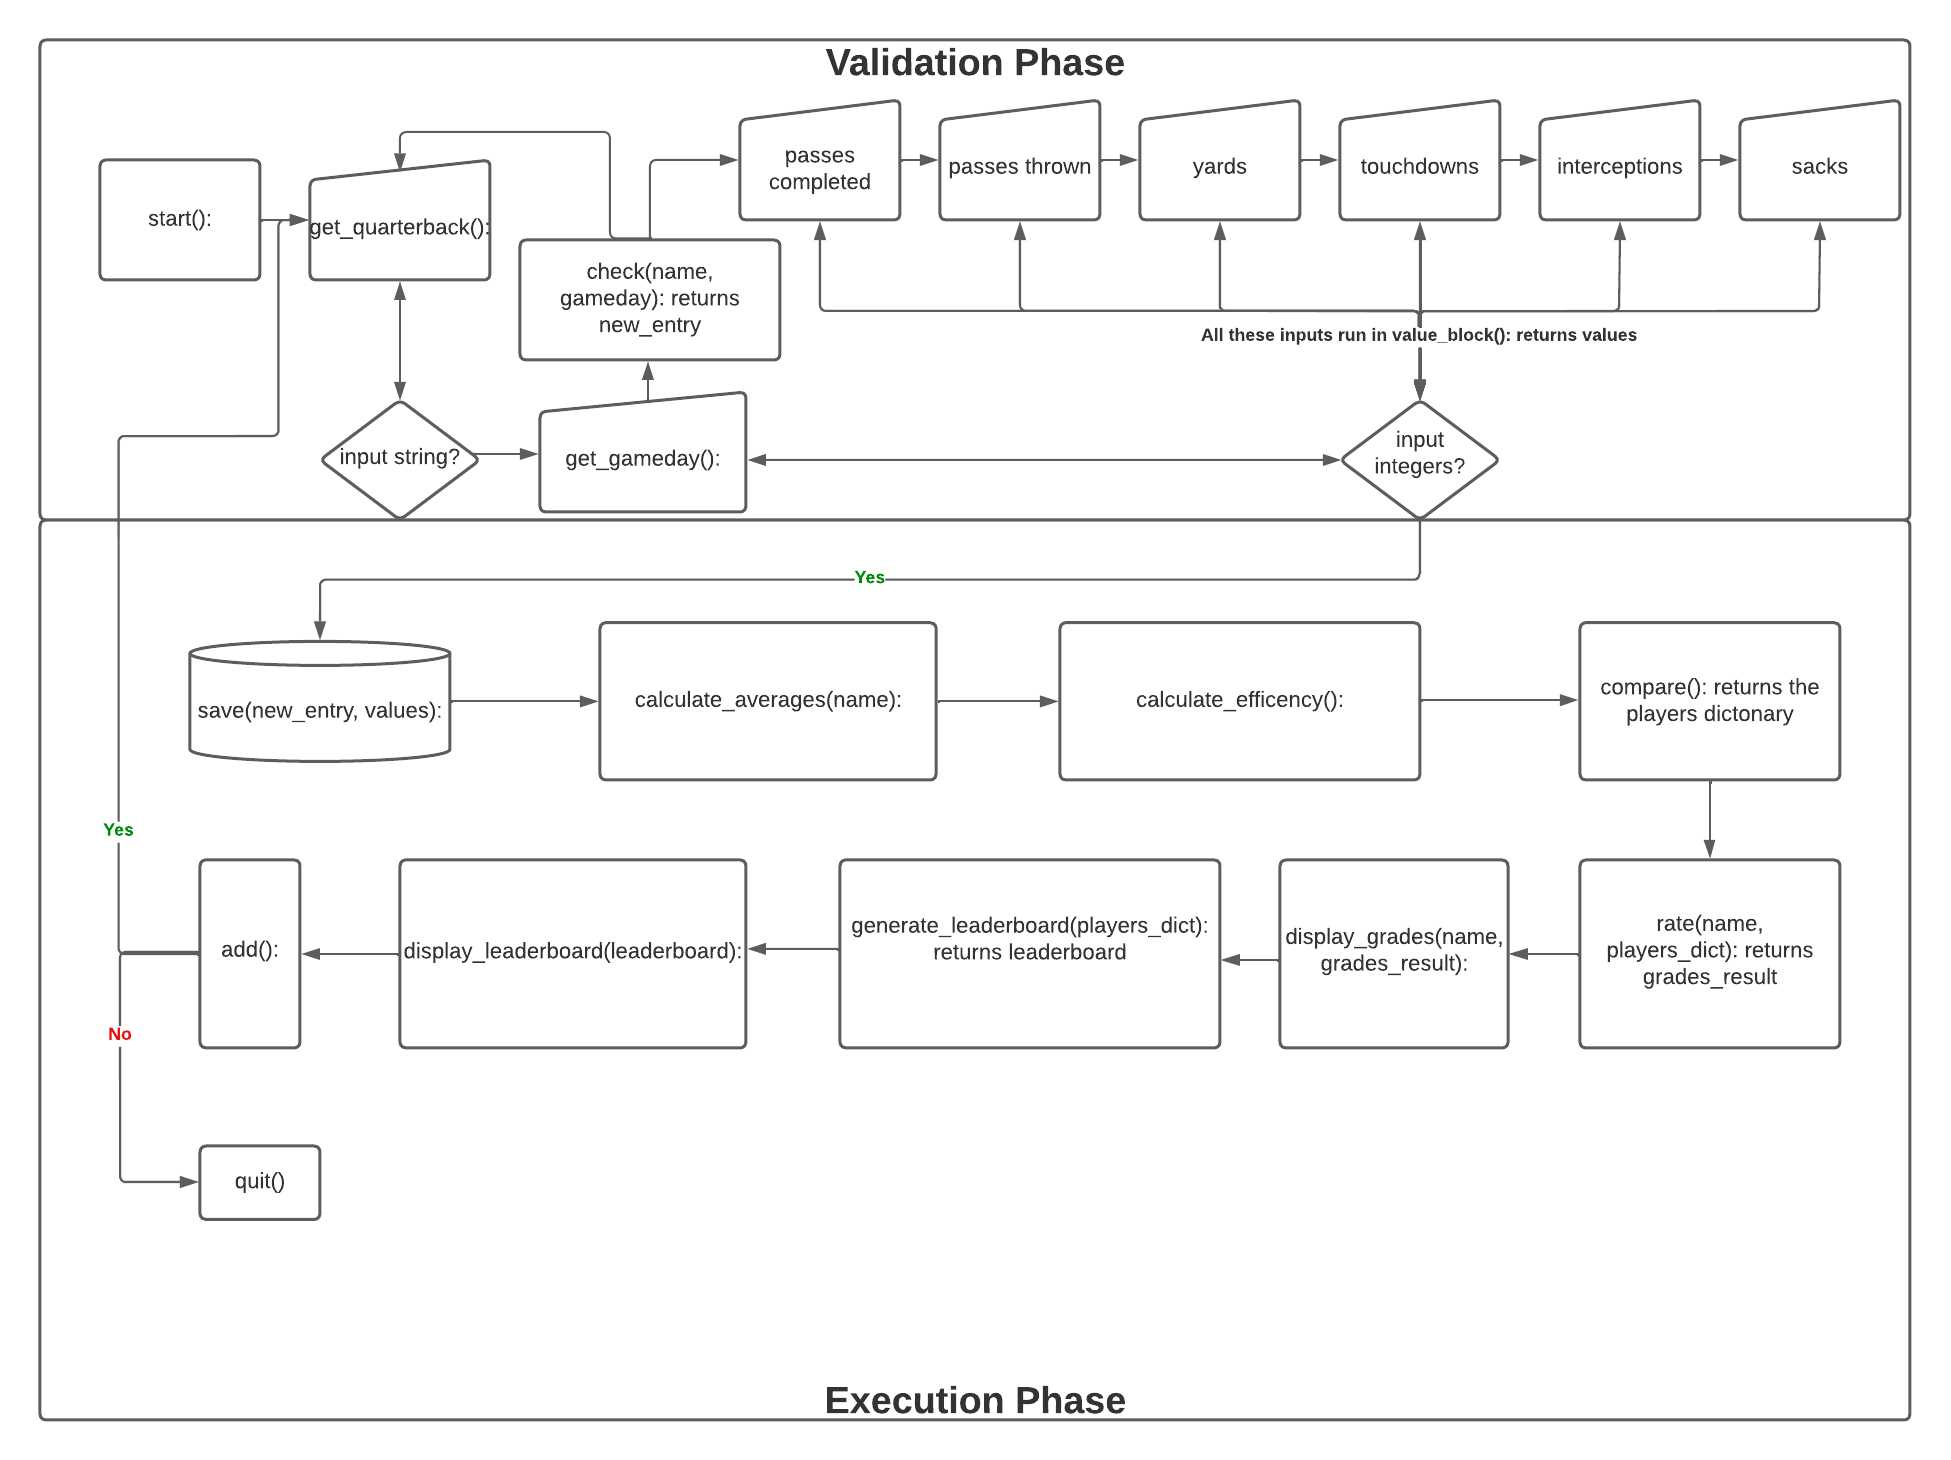 Validation Phase
start():
get_quarterback():
check(name,
gameday): returns
new_entry
passes
completed
passes thrown
yards
touchdowns
interceptions
sacks
All these inputs run in value_block(): returns values
input string?
get_gameday():
input
integers?
Yes
save(new_entry, values):
calculate_averages(name):
calculate_efficency():
compare(): returns the
players dictonary
Yes
add():
display_leaderboard(leaderboard):
generate_leaderboard(players_dict):
returns leaderboard
display_grades(name,
grades_result):
rate(name,
players_dict): returns
grades_result
No
quit()
Execution Phase